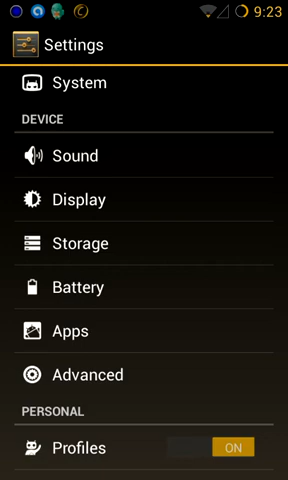 9:23
Settings
System
DEVICE
Sound
Display
Storage
Battery
Apps
Advanced
PERSONAL
Profiles ON